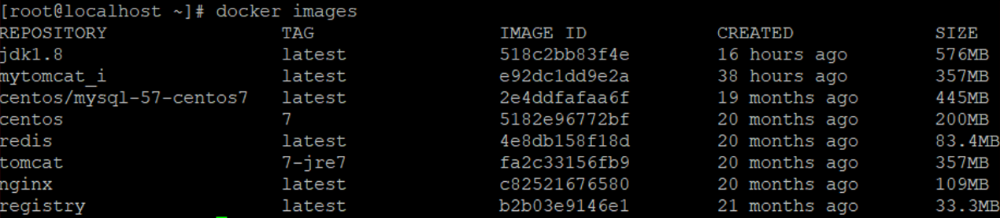 [root@localhost ~]# docker images
REPOSITORY TAG IMAGE ID CREATED SIZE
jdk1.8 latest 518c2bb83f4e 16 hours ago 576MB
mytomcat_i latest e92dc1dd9e2a 38 hours ago 357MB
centos/mysql-57-centos7 latest 2e4ddfafaa6f 19 months ago 445MB
centos 7 5182e96772bf 20 months ago 200MB
redis latest 4e8db158f18d 20 months ago 83.4MB
tomcat 7-jre7 fa2c33156fb9 20 months ago 357MB
nginx latest c82521676580 20 months ago 109MB
registry latest b2b03e9146e1 21 months ago 33.3MB